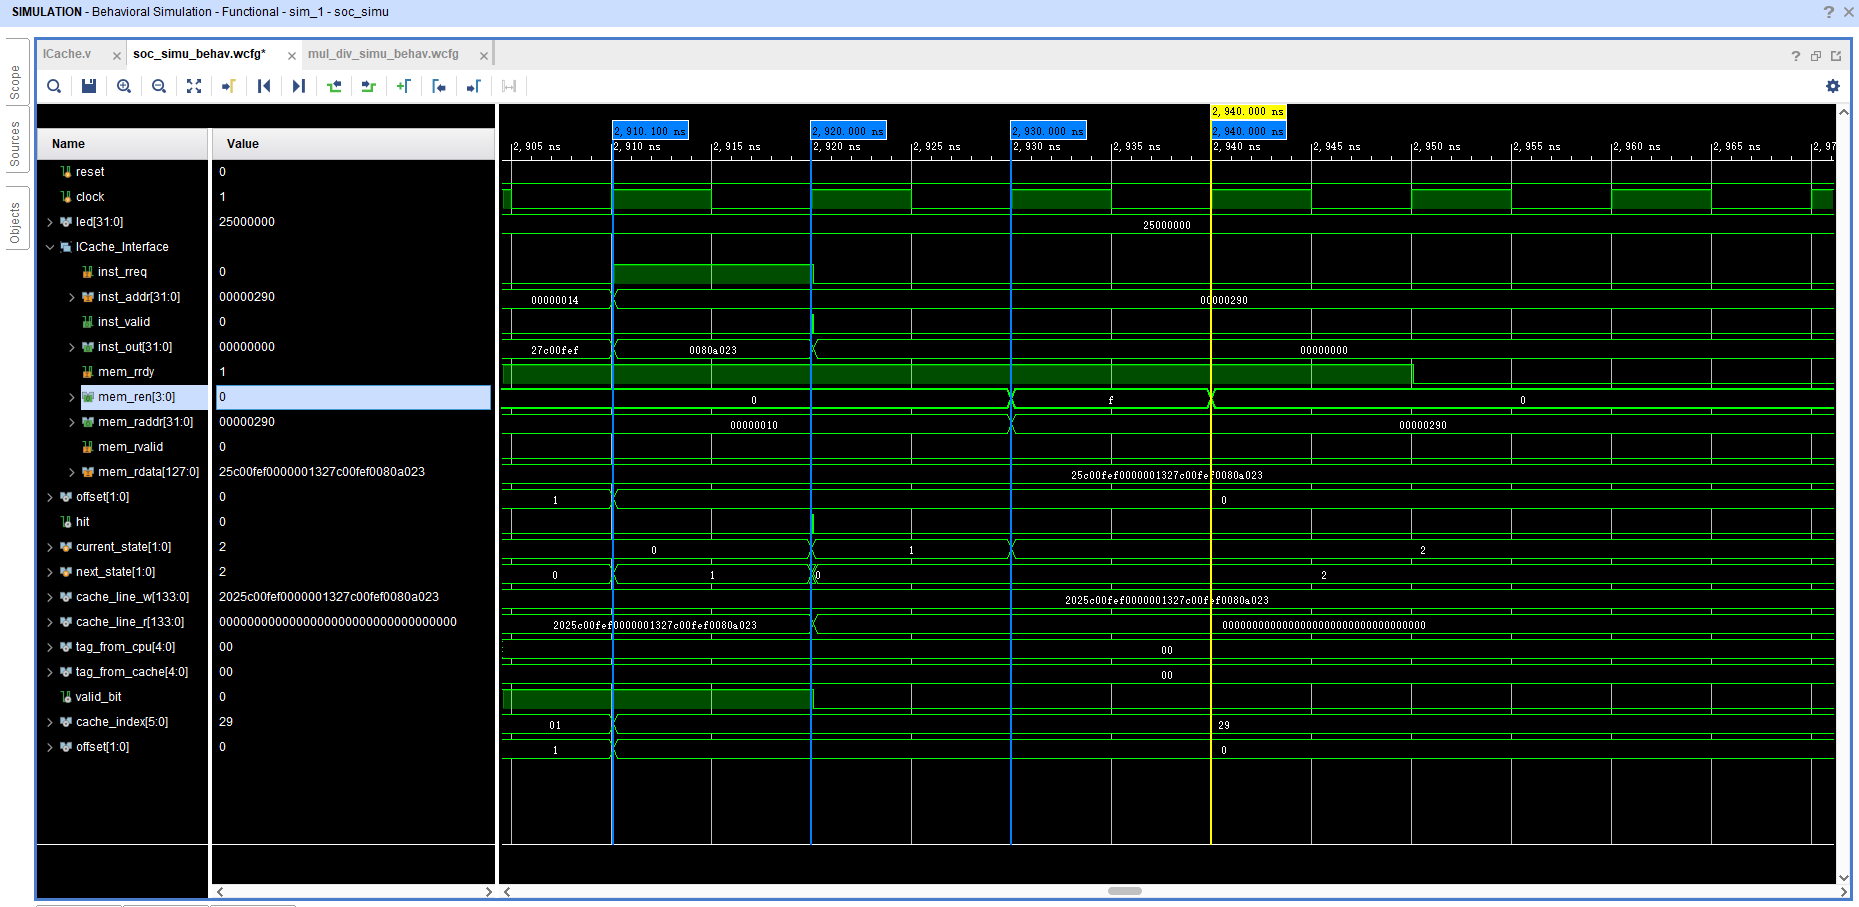 SIMULATION - Behavioral Simulation - Functional - sim_1 - soc_simu
? ×
Scope
Sources
Objects
ICache.v × soc_simu_behav.wcfg* × mul_div_simu_behav.wcfg ×
?
2,940.000 ns
2,910.100 ns 2,920.000 ns 2,930.000 ns 2,940.000 ns
Name Value 2,905 ns 2,910 ns 2,915 ns 2,920 ns 2,925 ns 2,930 ns 2,935 ns 2,940 ns 2,945 ns 2,950 ns 2,955 ns 2,960 ns 2,965 ns 2,97
reset 0
clock 1
led[31:0] 25000000 25000000
ICache_Interface
inst_rreq 0
inst_addr[31:0] 00000290 00000014 00000290
inst_valid 0
inst_out[31:0] 00000000 27c00fef 0080a023 00000000
mem_rrdy 1
mem_ren[3:0] 0 0 f 0
mem_raddr[31:0] 00000290 00000010 00000290
mem_rvalid 0
mem_rdata[127:0] 25c00fef0000001327c00fef0080a023 25c00fef0000001327c00fef0080a023
offset[1:0] 0 1 0
hit 0
current_state[1:0] 2 0 1 2
next_state[1:0] 2 0 1 0 2
cache_line_w[133:0] 2025c00fef0000001327c00fef0080a023 2025c00fef0000001327c00fef0080a023
cache_line_r[133:0] 0000000000000000000000000000000000 2025c00fef0000001327c00fef0080a023 0000000000000000000000000000000000
tag_from_cpu[4:0] 00 00
tag_from_cache[4:0] 00 00
valid_bit 0
cache_index[5:0] 29 01 29
offset[1:0] 0 1 0